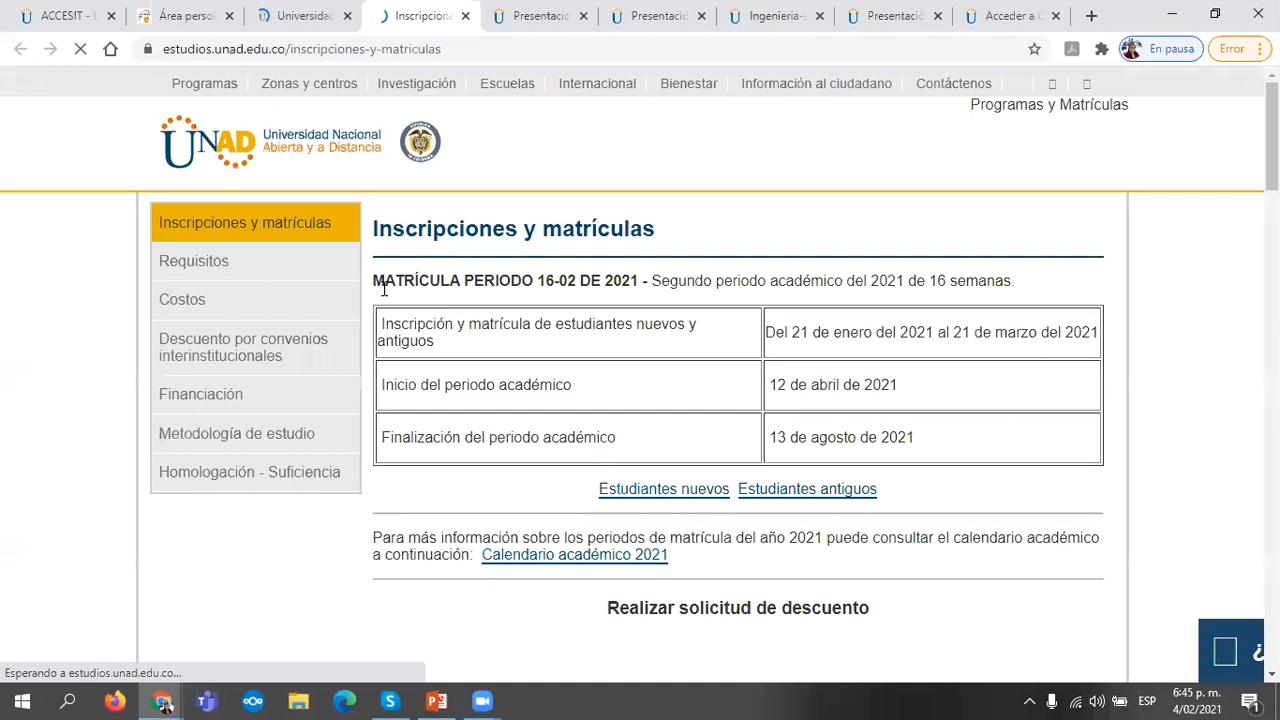 ACCESIT - U
Área perso
Universidad
Inscripcione
Presentació
Presentació
Ingenieria-
Presentació
Acceder a C
estudios.unad.edu.co/inscripciones-y-matriculas
En pausa
Error
Programas
Zonas y centros
Investigación
Escuelas
Internacional
Bienestar
Información al ciudadano
Contáctenos
Programas y Matrículas
UNAD Universidad Nacional
Abierta y a Distancia
Inscripciones y matrículas
Requisitos
Costos
Descuento por convenios
interinstitucionales
Financiación
Metodología de estudio
Homologación - Suficiencia
Inscripciones y matrículas
MATRÍCULA PERIODO 16-02 DE 2021 - Segundo periodo académico del 2021 de 16 semanas.
Inscripción y matrícula de estudiantes nuevos y
antiguos
Del 21 de enero del 2021 al 21 de marzo del 2021
Inicio del periodo académico
12 de abril de 2021
Finalización del periodo académico
13 de agosto de 2021
Estudiantes nuevos Estudiantes antiguos
Para más información sobre los periodos de matrícula del año 2021 puede consultar el calendario académico
a continuación: Calendario académico 2021
Realizar solicitud de descuento
¿
Esperando a estudios.unad.edu.co...
ESP
6:45 p. m.
4/02/2021
1